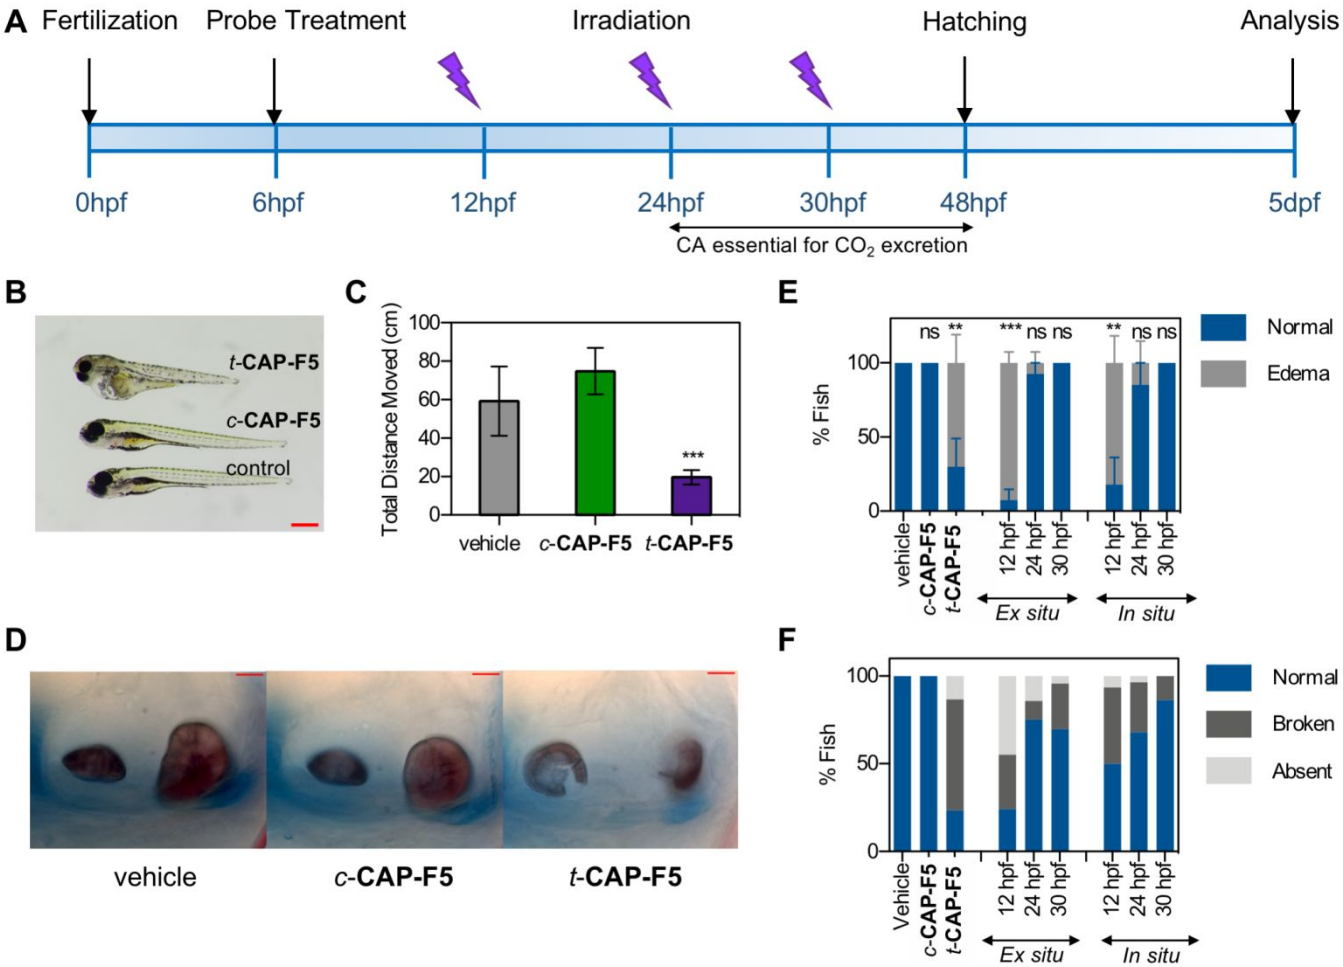 A
Fertilization Probe Treatment Irradiation Hatching Analysis
0hpf 6hpf 12hpf 24hpf 30hpf 48hpf 5dpf
CA essential for CO₂ excretion
B
t-CAP-F5
c-CAP-F5
control
C
Total Distance Moved (cm)
100
80
60
40
20
0
***
vehicle c-CAP-F5 t-CAP-F5
E
% Fish
100
50
0
ns ** *** ns ns ** ns ns
vehicle
c-CAP-F5
t-CAP-F5
12 hpf
24 hpf
30 hpf
12 hpf
24 hpf
30 hpf
Ex situ In situ
Normal
Edema
D
vehicle c-CAP-F5 t-CAP-F5
F
% Fish
100
50
0
Vehicle
c-CAP-F5
t-CAP-F5
12 hpf
24 hpf
30 hpf
12 hpf
24 hpf
30 hpf
Ex situ In situ
Normal
Broken
Absent